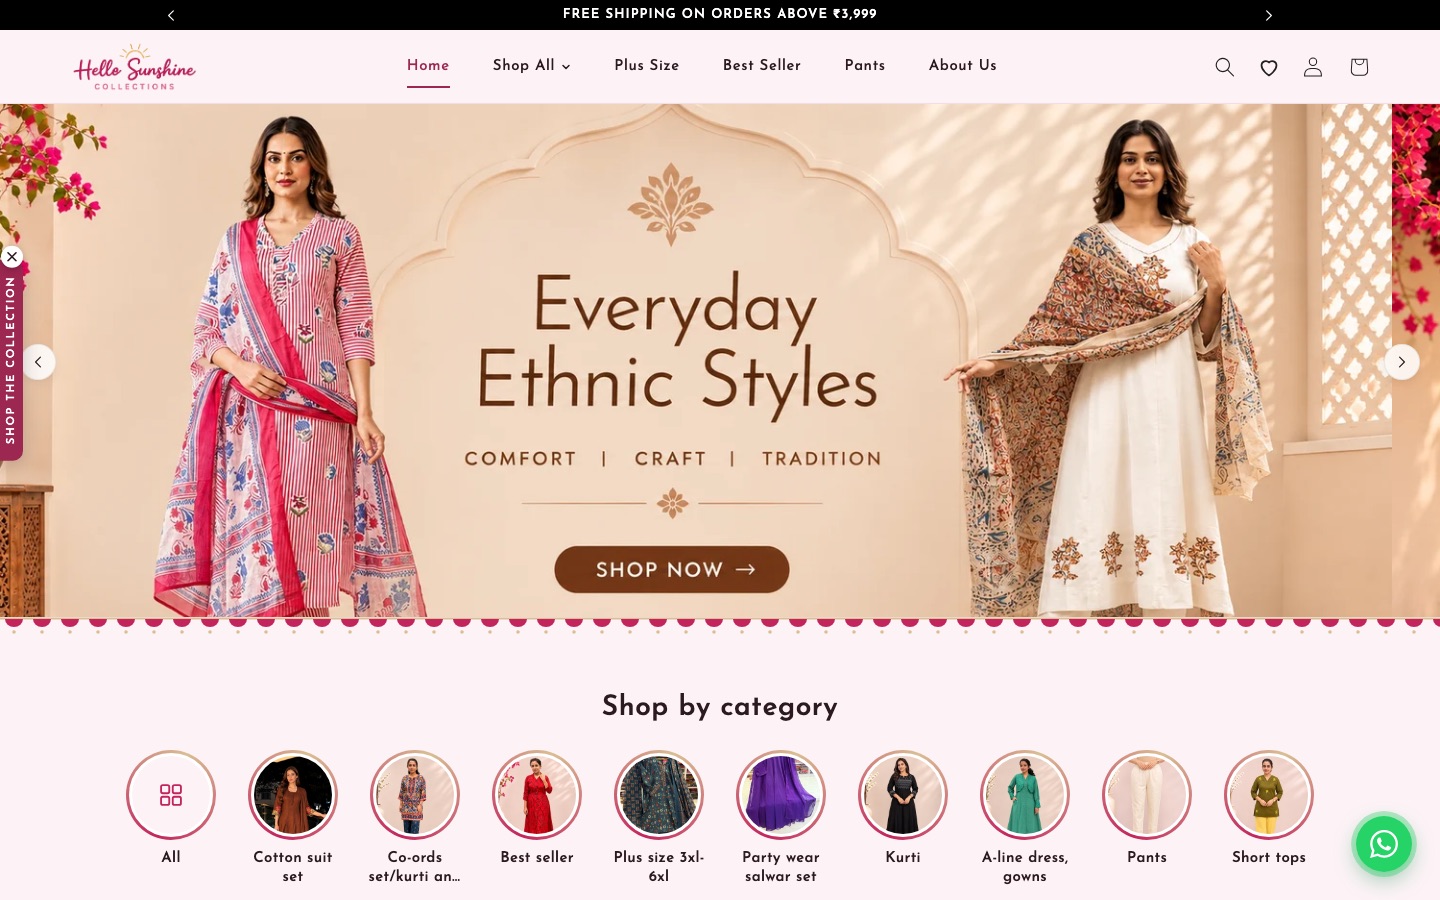 FREE SHIPPING ON ORDERS ABOVE ₹3,999
Hello Sunshine
COLLECTIONS
Home
Shop All
Plus Size
Best Seller
Pants
About Us
SHOP THE COLLECTION
Everyday
Ethnic Styles
COMFORT | CRAFT | TRADITION
SHOP NOW →
Shop by category
All
Cotton suit
set
Co-ords
set/kurti an...
Best seller
Plus size 3xl-
6xl
Party wear
salwar set
Kurti
A-line dress,
gowns
Pants
Short tops